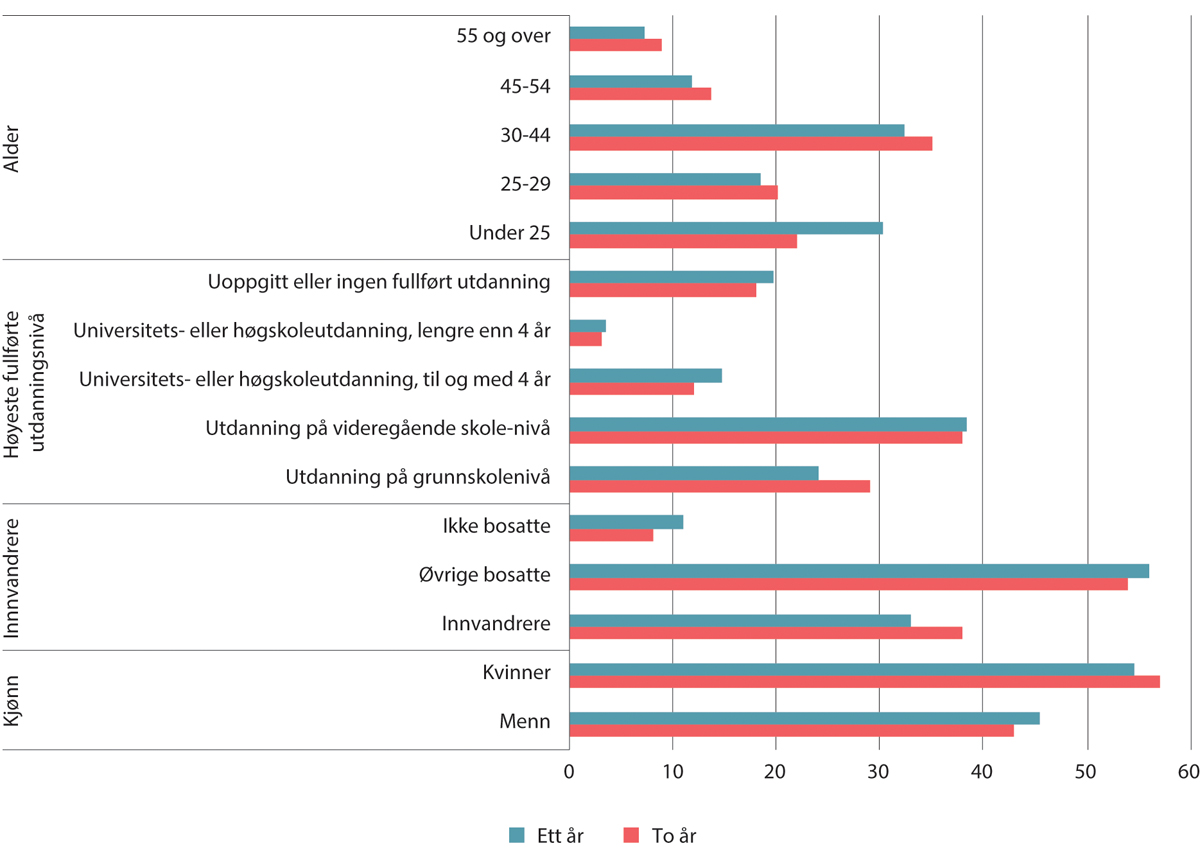 Alder
55 og over
45-54
30-44
25-29
Under 25
Høyeste fullførte
utdanningsnivå
Uoppgitt eller ingen fullført utdanning
Universitets- eller høgskoleutdanning, lengre enn 4 år
Universitets- eller høgskoleutdanning, til og med 4 år
Utdanning på videregående skole-nivå
Utdanning på grunnskolenivå
Innnvandrere
Ikke bosatte
Øvrige bosatte
Innvandrere
Kjønn
Kvinner
Menn
0 10 20 30 40 50 60
Ett år To år